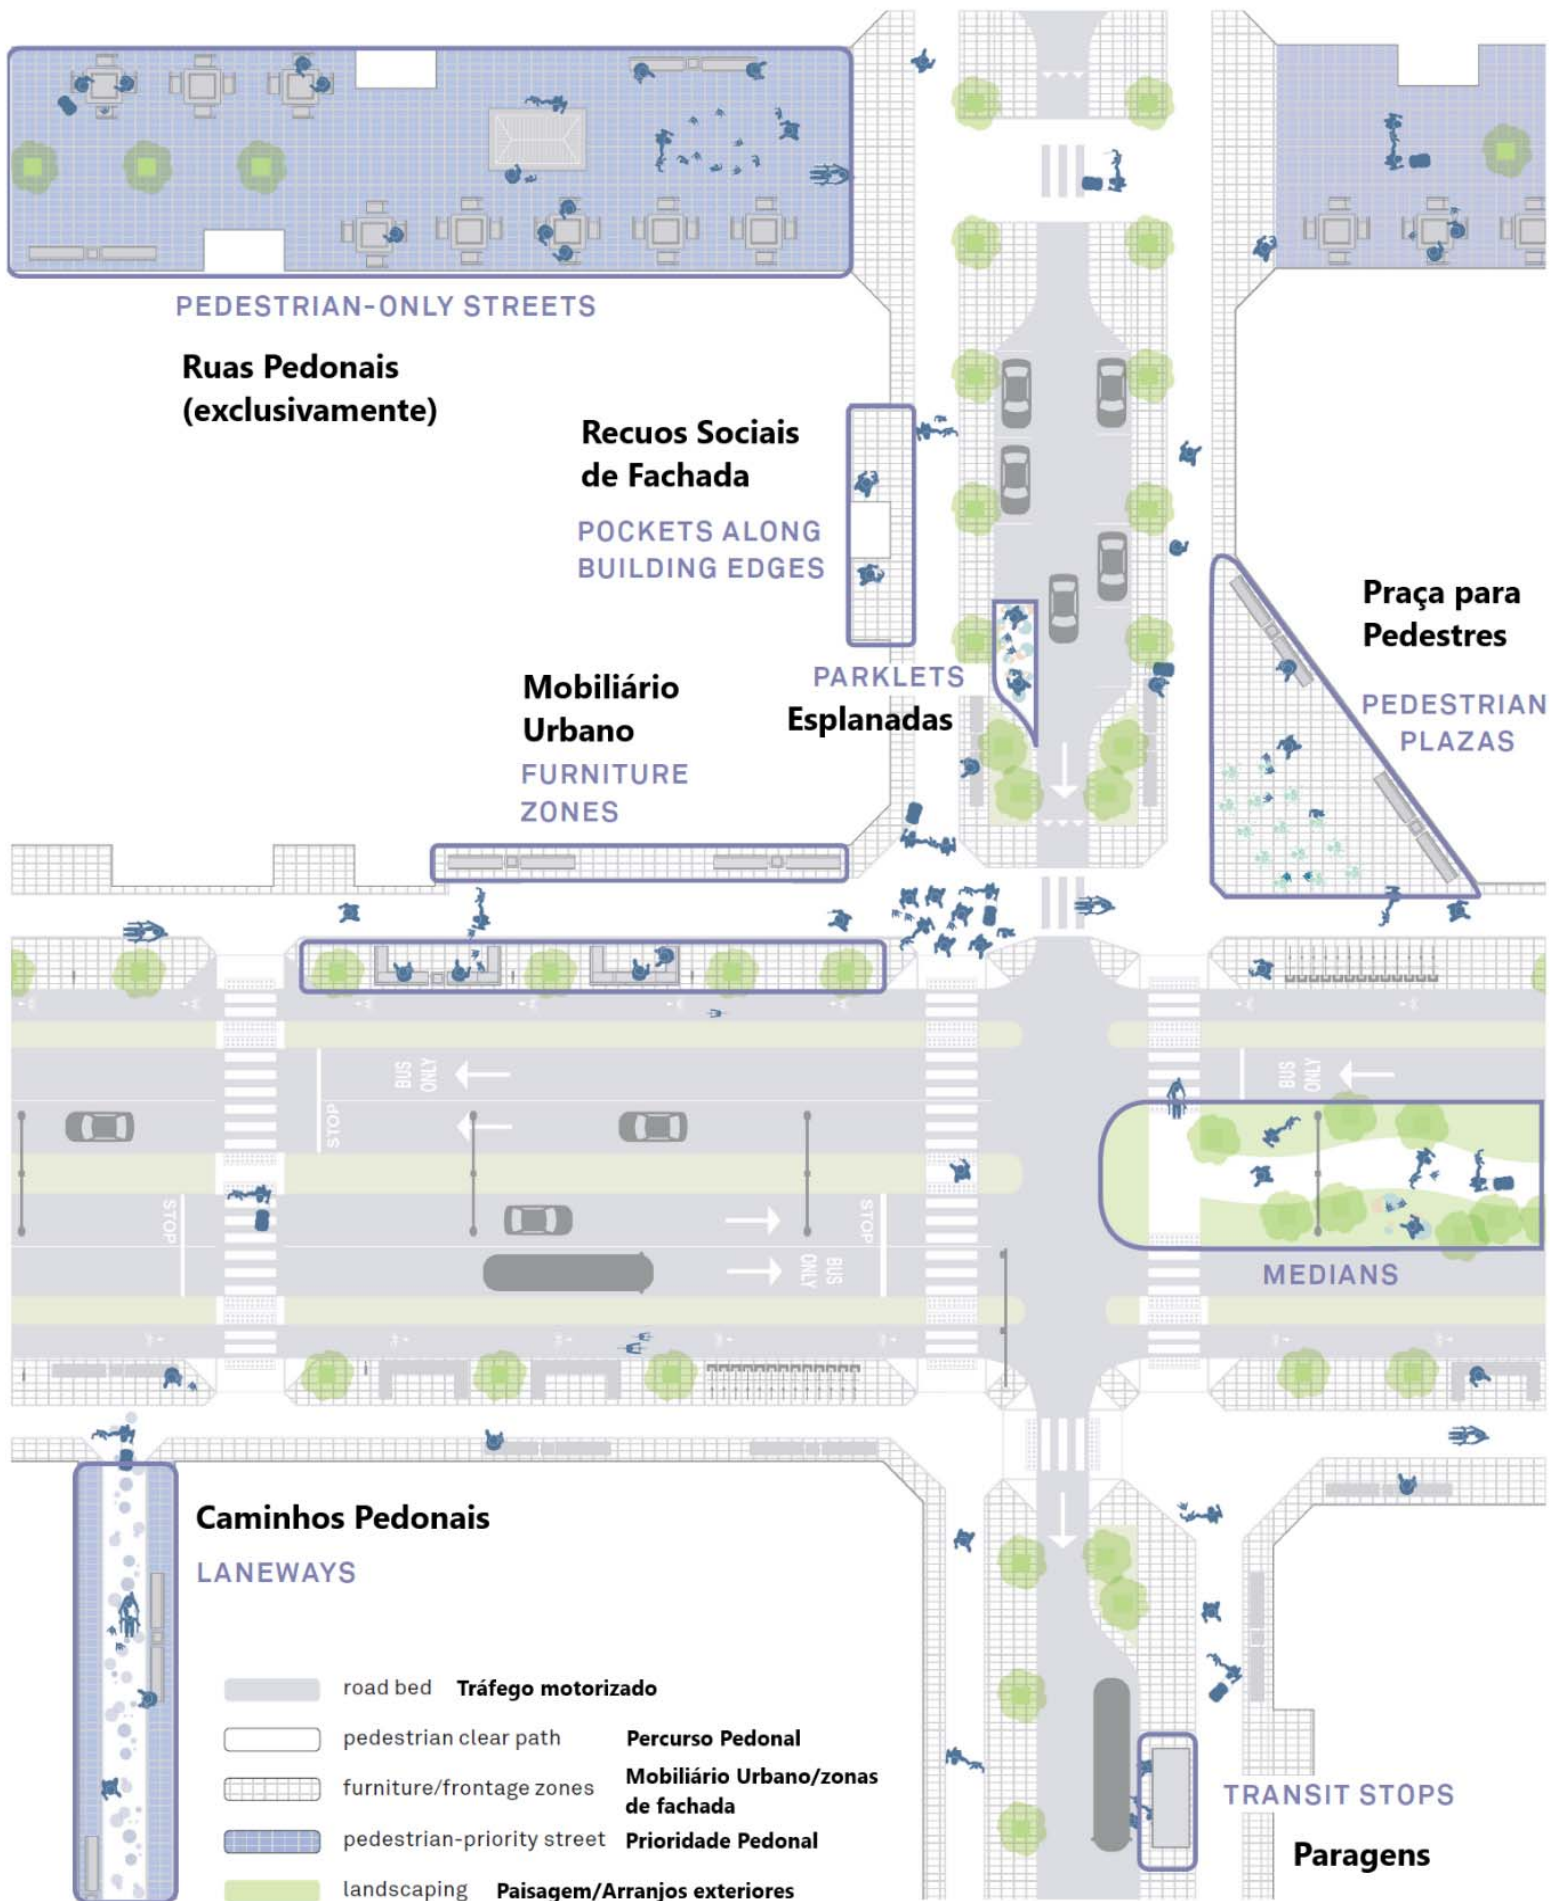 PEDESTRIAN-ONLY STREETS
Ruas Pedonais
(exclusivamente)
Recuos Sociais
de Fachada
POCKETS ALONG
BUILDING EDGES
Praça para
Pedestres
PEDESTRIAN
PLAZAS
PARKLETS
Esplanadas
Mobiliário
Urbano
FURNITURE
ZONES
BUS
ONLY
BUS
ONLY
STOP
STOP
STOP
BUS
ONLY
MEDIANS
Caminhos Pedonais
LANEWAYS
road bed Tráfego motorizado
pedestrian clear path Percurso Pedonal
furniture/frontage zones Mobiliário Urbano/zonas
de fachada
pedestrian-priority street Prioridade Pedonal
landscaping Paisagem/Arranjos exteriores
TRANSIT STOPS
Paragens